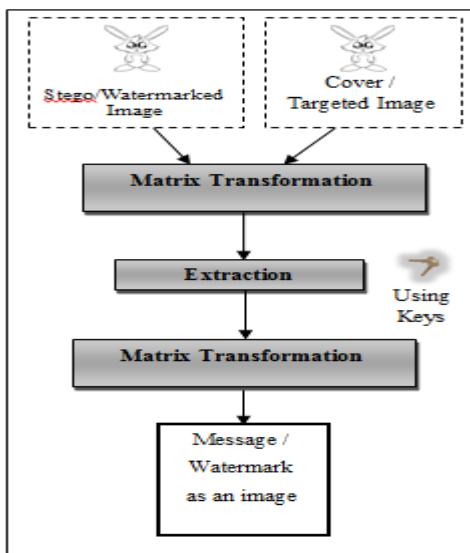 Stego/Watermarked
Image
Cover /
Targeted Image
Matrix Transformation
Extraction
Using
Keys
Matrix Transformation
Message /
Watermark
as an image